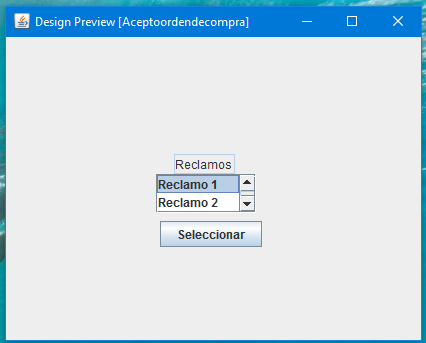 Design Preview [Aceptoordendecompra]
Reclamos
Reclamo 1
Reclamo 2
Seleccionar